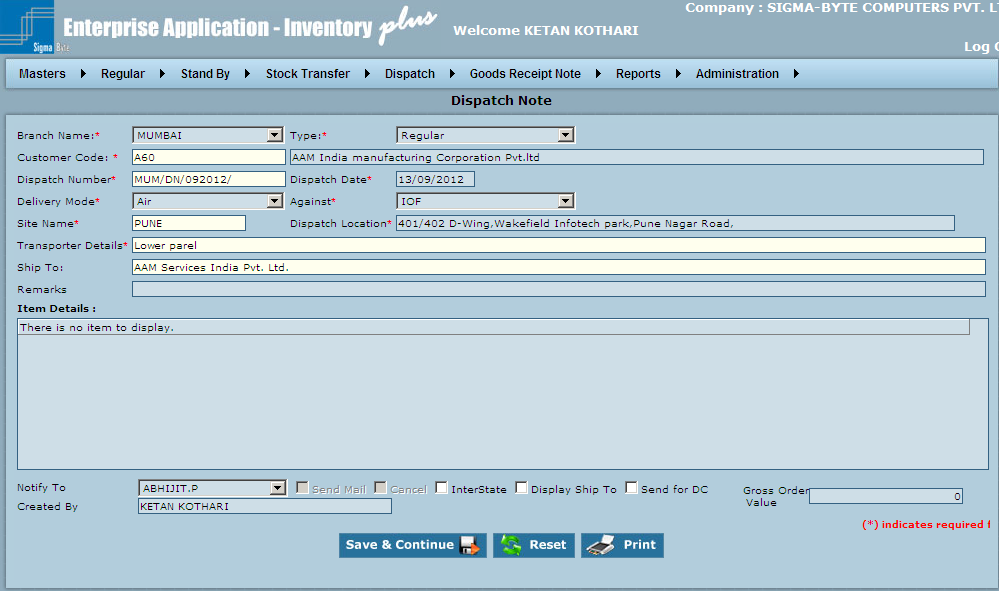 Company : SIGMA-BYTE COMPUTERS PVT.
Enterprise Application - Inventory plus
Welcome KETAN KOTHARI
Sigma Byte
Log
Masters Regular Stand By Stock Transfer Dispatch Goods Receipt Note Reports Administration
Dispatch Note
Branch Name:* MUMBAI Type:* Regular
Customer Code: * A60 AAM India manufacturing Corporation Pvt.ltd
Dispatch Number* MUM/DN/092012/ Dispatch Date* 13/09/2012
Delivery Mode* Air Against* IOF
Site Name* PUNE Dispatch Location* 401/402 D-Wing,Wakefield Infotech park,Pune Nagar Road,
Transporter Details* Lower parel
Ship To: AAM Services India Pvt. Ltd.
Remarks
Item Details :
There is no item to display.
Notify To ABHIJIT.P Send Mail Cancel InterState Display Ship To Send for DC Gross Order Value 0
Created By KETAN KOTHARI
(*) indicates required
Save & Continue Reset Print